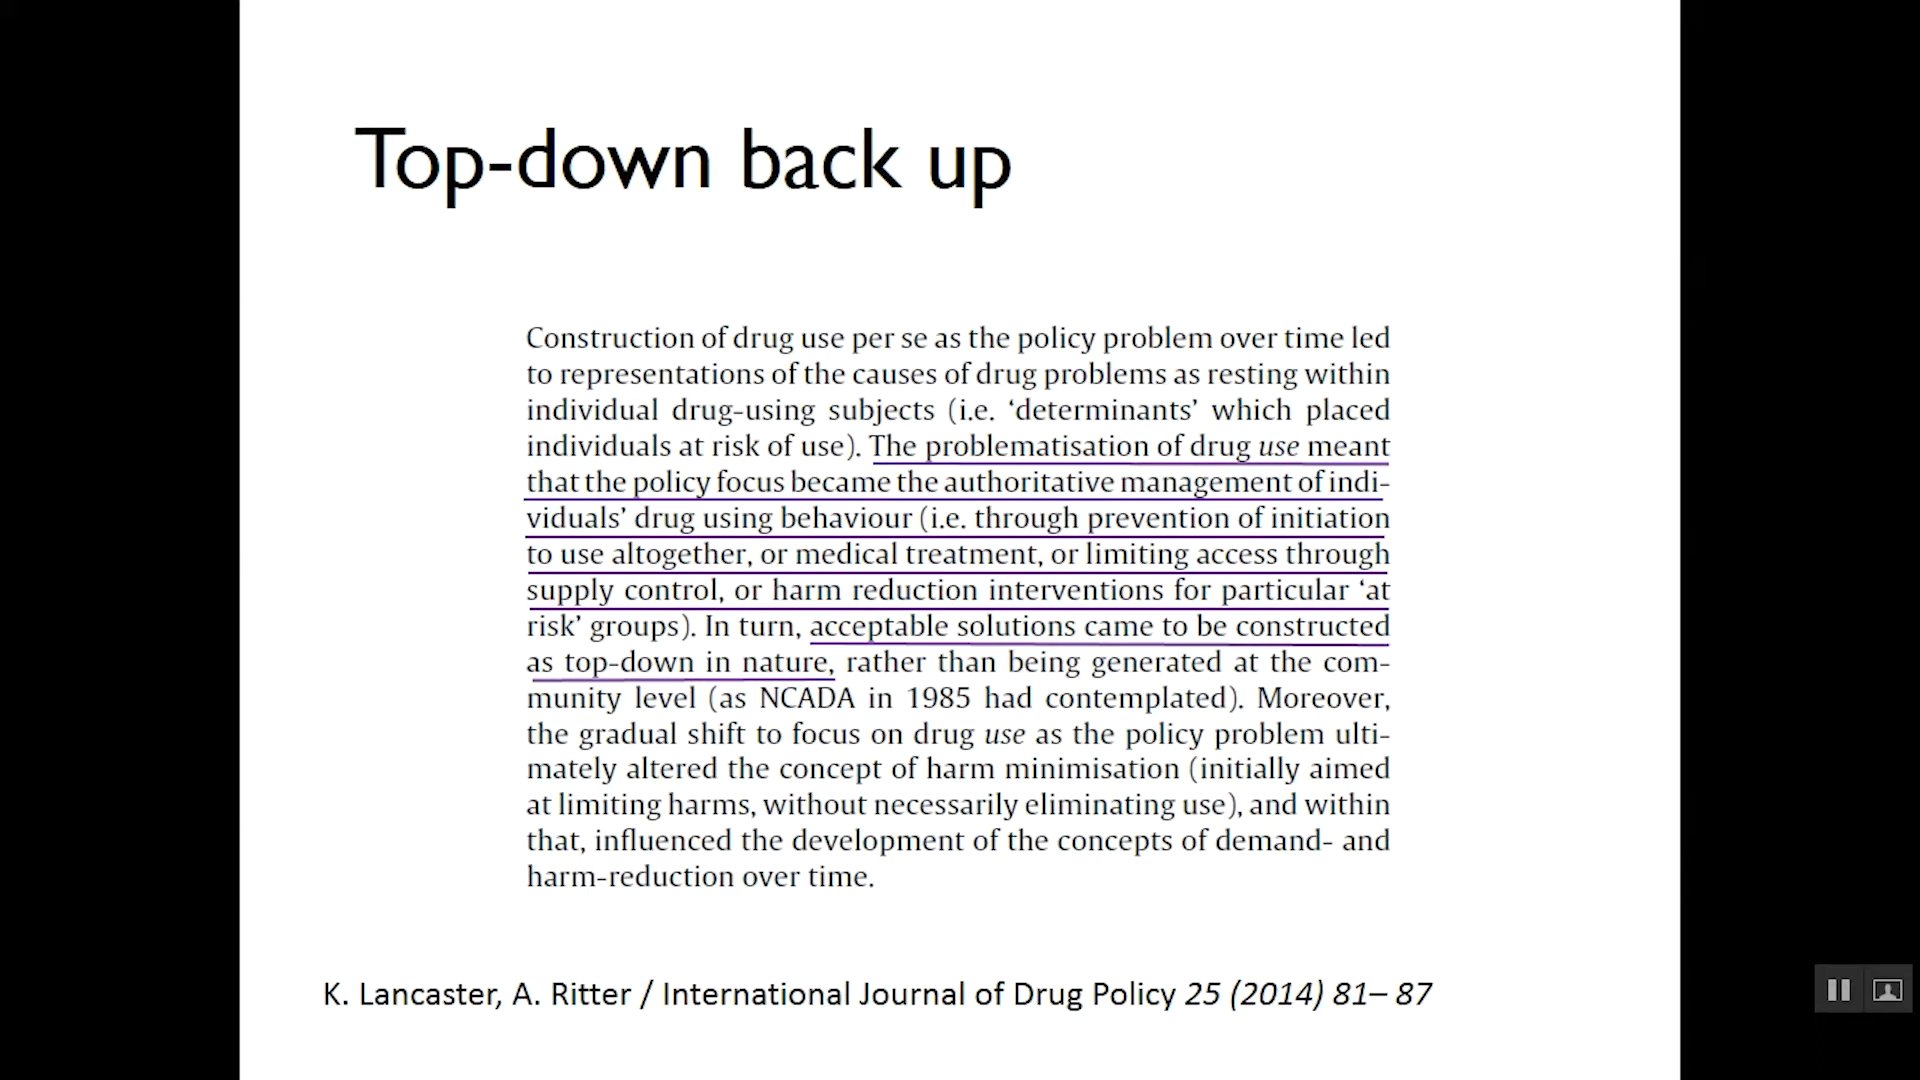 Top-down back up
Construction of drug use per se as the policy problem over time led
to representations of the causes of drug problems as resting within
individual drug-using subjects (i.e. ‘determinants’ which placed
individuals at risk of use). The problematisation of drug use meant
that the policy focus became the authoritative management of indi-
viduals’ drug using behaviour (i.e. through prevention of initiation
to use altogether, or medical treatment, or limiting access through
supply control, or harm reduction interventions for particular ‘at
risk’ groups). In turn, acceptable solutions came to be constructed
as top-down in nature, rather than being generated at the com-
munity level (as NCADA in 1985 had contemplated). Moreover,
the gradual shift to focus on drug use as the policy problem ulti-
mately altered the concept of harm minimisation (initially aimed
at limiting harms, without necessarily eliminating use), and within
that, influenced the development of the concepts of demand- and
harm-reduction over time.
K. Lancaster, A. Ritter / International Journal of Drug Policy 25 (2014) 81– 87